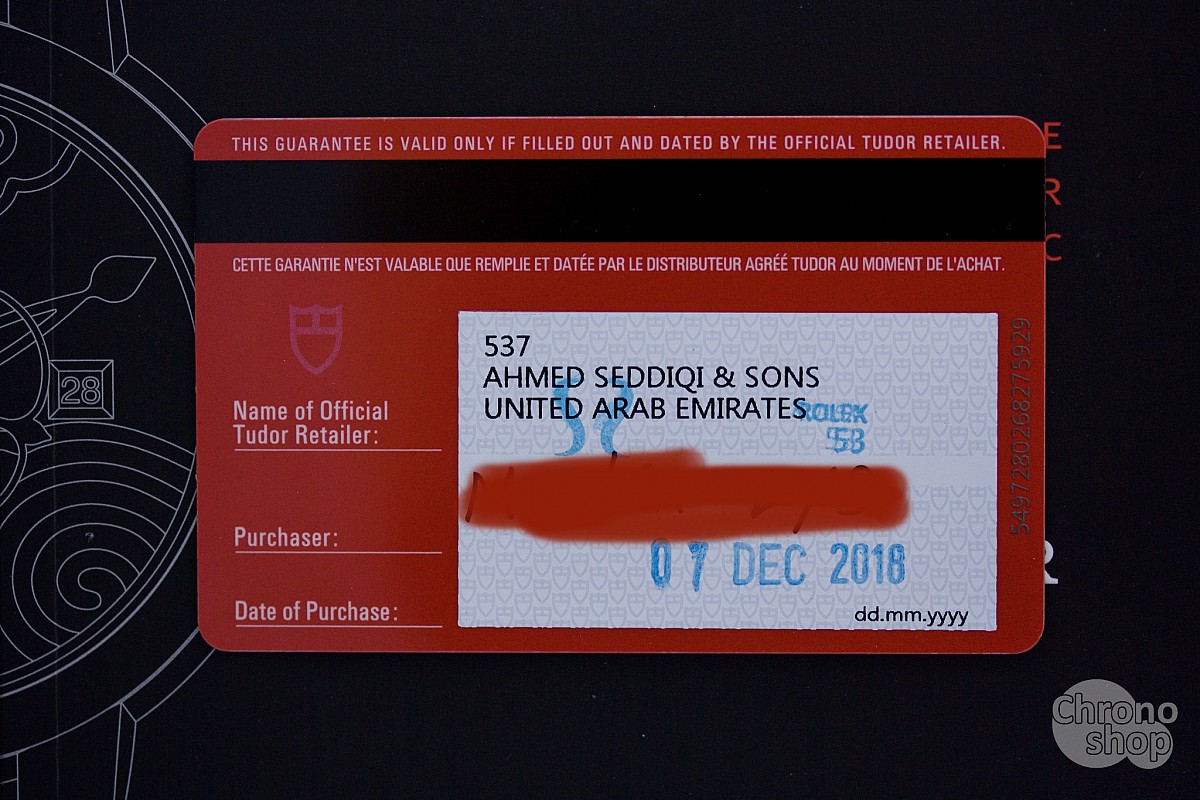 THIS GUARANTEE IS VALID ONLY IF FILLED OUT AND DATED BY THE OFFICIAL TUDOR RETAILER.
CETTE GARANTIE N'EST VALABLE QUE REMPLIE ET DATÉE PAR LE DISTRIBUTEUR AGRÉÉ TUDOR AU MOMENT DE L'ACHAT.
E
R
C
537
AHMED SEDDIQI & SONS
UNITED ARAB EMIRATES
ROLEX
Name of Official
Tudor Retailer:
28
Purchaser:
07 DEC 2018
Date of Purchase:
dd.mm.yyyy
5497280268275929
R
Chrono
shop